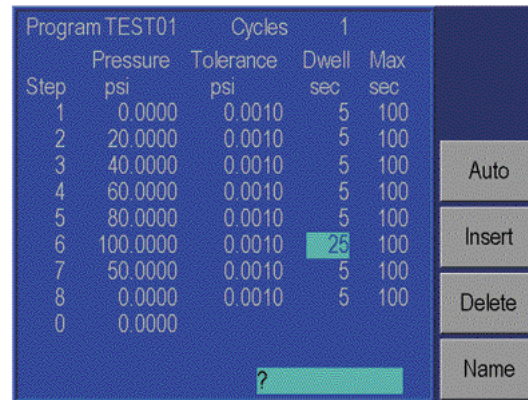 Program TEST01 Cycles 1
Pressure Tolerance Dwell Max
Step psi psi sec sec
1 0.0000 0.0010 5 100
2 20.0000 0.0010 5 100
3 40.0000 0.0010 5 100
4 60.0000 0.0010 5 100
5 80.0000 0.0010 5 100
6 100.0000 0.0010 25 100
7 50.0000 0.0010 5 100
8 0.0000 0.0010 5 100
0 0.0000
?
Auto
Insert
Delete
Name